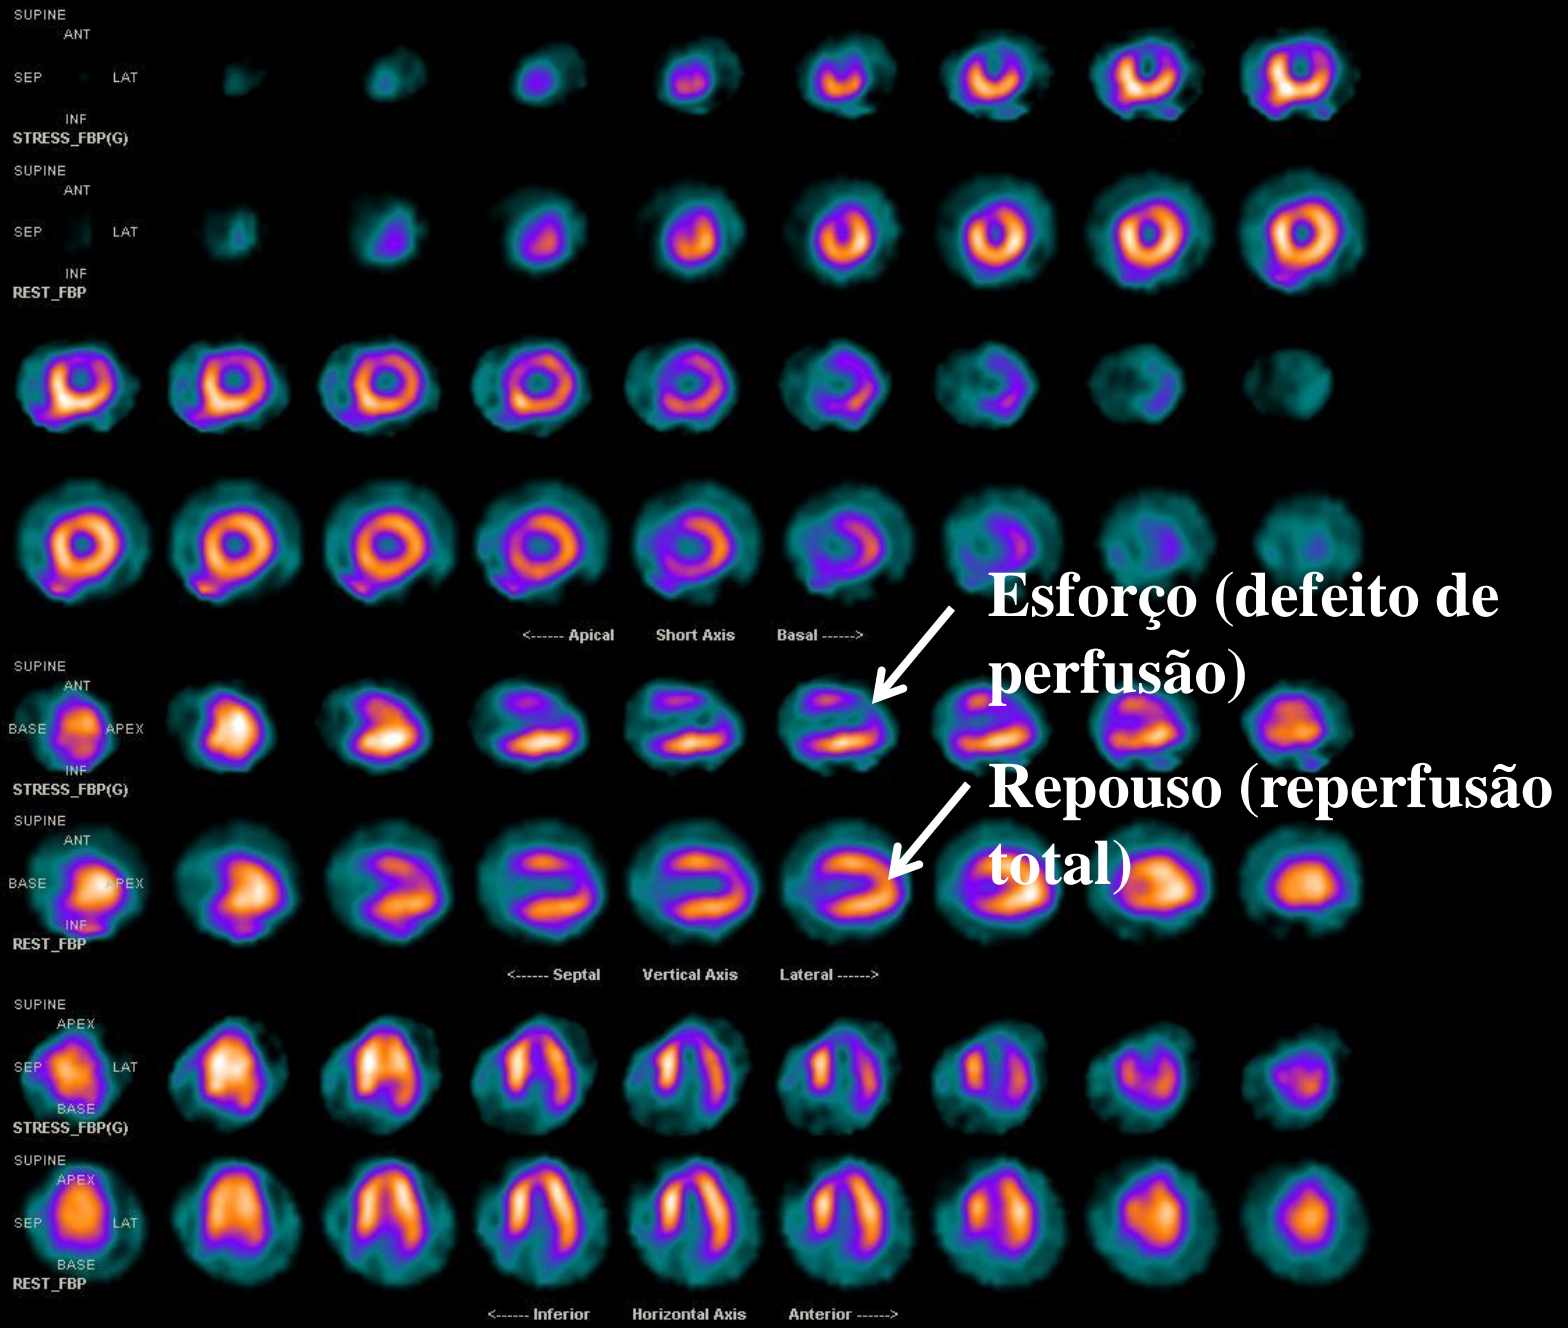 SUPINE
ANT
SEP LAT
INF
STRESS_FBP(G)
SUPINE
ANT
SEP LAT
INF
REST_FBP
<------ Apical Short Axis Basal ------>
Esforço (defeito de
perfusão)
SUPINE
ANT
BASE APEX
INF
STRESS_FBP(G)
Repouso (reperfusão
total)
SUPINE
ANT
BASE APEX
INF
REST_FBP
<------ Septal Vertical Axis Lateral ------>
SUPINE
APEX
SEP LAT
BASE
STRESS_FBP(G)
SUPINE
APEX
SEP LAT
BASE
REST_FBP
<------ Inferior Horizontal Axis Anterior ------>